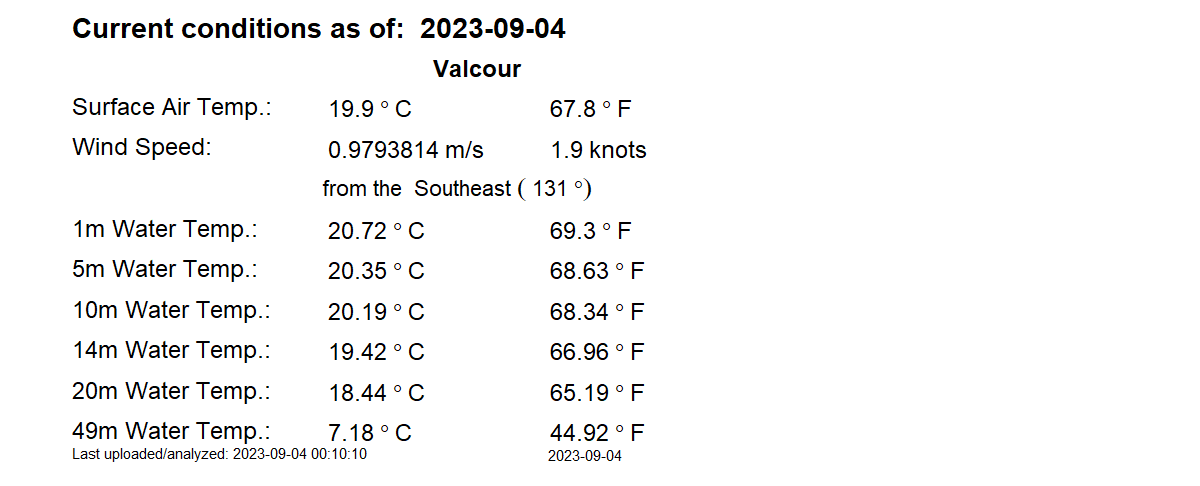 Current conditions as of: 2023-09-04
Valcour
Surface Air Temp.: 19.9 ° C 67.8 ° F
Wind Speed: 0.9793814 m/s 1.9 knots
from the Southeast ( 131 °)
1m Water Temp.: 20.72 ° C 69.3 ° F
5m Water Temp.: 20.35 ° C 68.63 ° F
10m Water Temp.: 20.19 ° C 68.34 ° F
14m Water Temp.: 19.42 ° C 66.96 ° F
20m Water Temp.: 18.44 ° C 65.19 ° F
49m Water Temp.: 7.18 ° C 44.92 ° F
Last uploaded/analyzed: 2023-09-04 00:10:10 2023-09-04